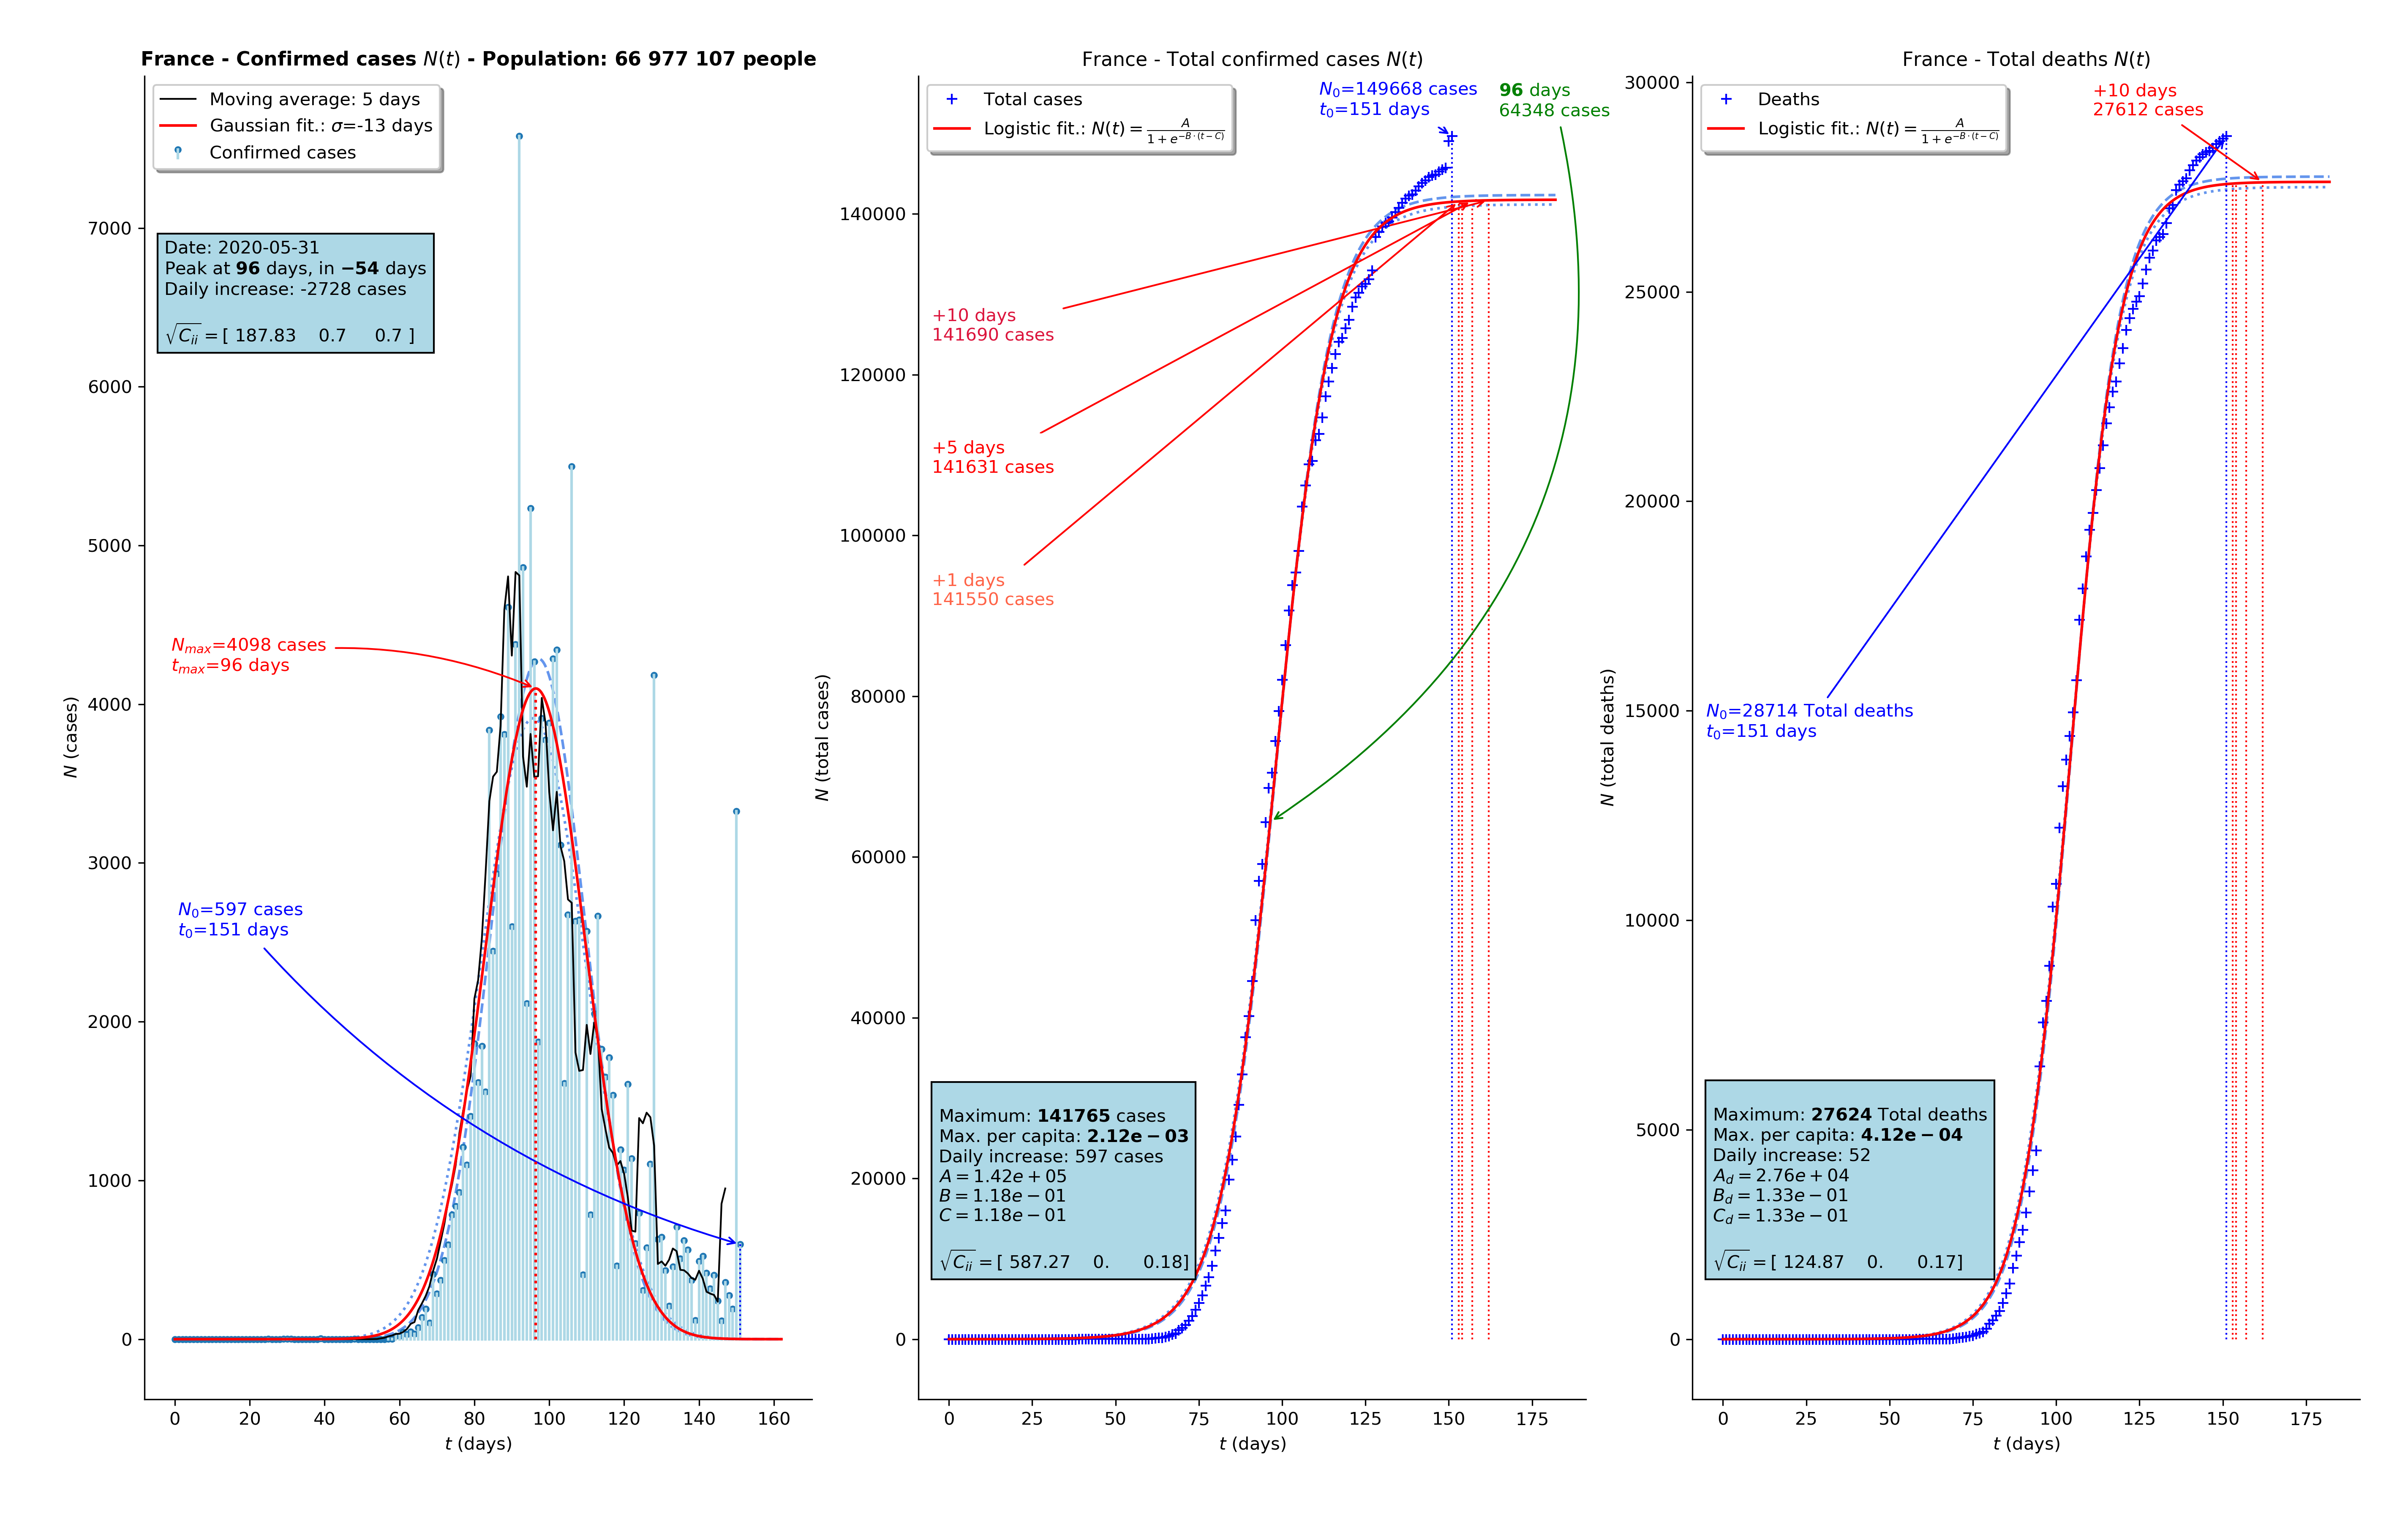 France - Confirmed cases N(t) - Population: 66 977 107 people
Moving average: 5 days
Gaussian fit.: σ=-13 days
Confirmed cases
Date: 2020-05-31
Peak at 96 days, in −54 days
Daily increase: -2728 cases
√Cᵢᵢ = [ 187.83 0.7 0.7 ]
N_max=4098 cases
t_max=96 days
N₀=597 cases
t₀=151 days
N (cases)
7000
6000
5000
4000
3000
2000
1000
0
0 20 40 60 80 100 120 140 160
t (days)
France - Total confirmed cases N(t)
Total cases
Logistic fit.: N(t) = A / (1 + e^(−B·(t−C)))
N₀=149668 cases
t₀=151 days
96 days
64348 cases
+10 days
141690 cases
+5 days
141631 cases
+1 days
141550 cases
Maximum: 141765 cases
Max. per capita: 2.12e − 03
Daily increase: 597 cases
A = 1.42e + 05
B = 1.18e − 01
C = 1.18e − 01
√Cᵢᵢ = [ 587.27 0. 0.18]
N (total cases)
140000
120000
100000
80000
60000
40000
20000
0
0 25 50 75 100 125 150 175
t (days)
France - Total deaths N(t)
Deaths
Logistic fit.: N(t) = A / (1 + e^(−B·(t−C)))
+10 days
27612 cases
N₀=28714 Total deaths
t₀=151 days
Maximum: 27624 Total deaths
Max. per capita: 4.12e − 04
Daily increase: 52
A_d = 2.76e + 04
B_d = 1.33e − 01
C_d = 1.33e − 01
√Cᵢᵢ = [ 124.87 0. 0.17]
N (total deaths)
30000
25000
20000
15000
10000
5000
0
0 25 50 75 100 125 150 175
t (days)